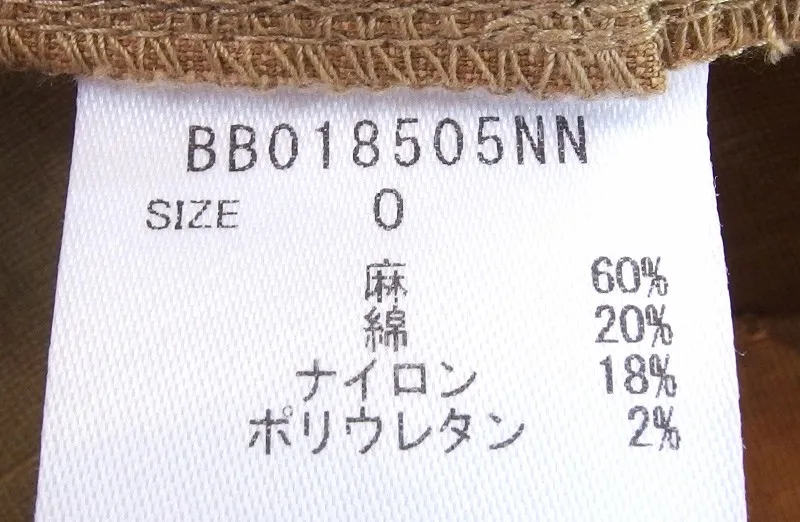 BB018505NN
SIZE 0
麻 60%
綿 20%
ナイロン 18%
ポリウレタン 2%